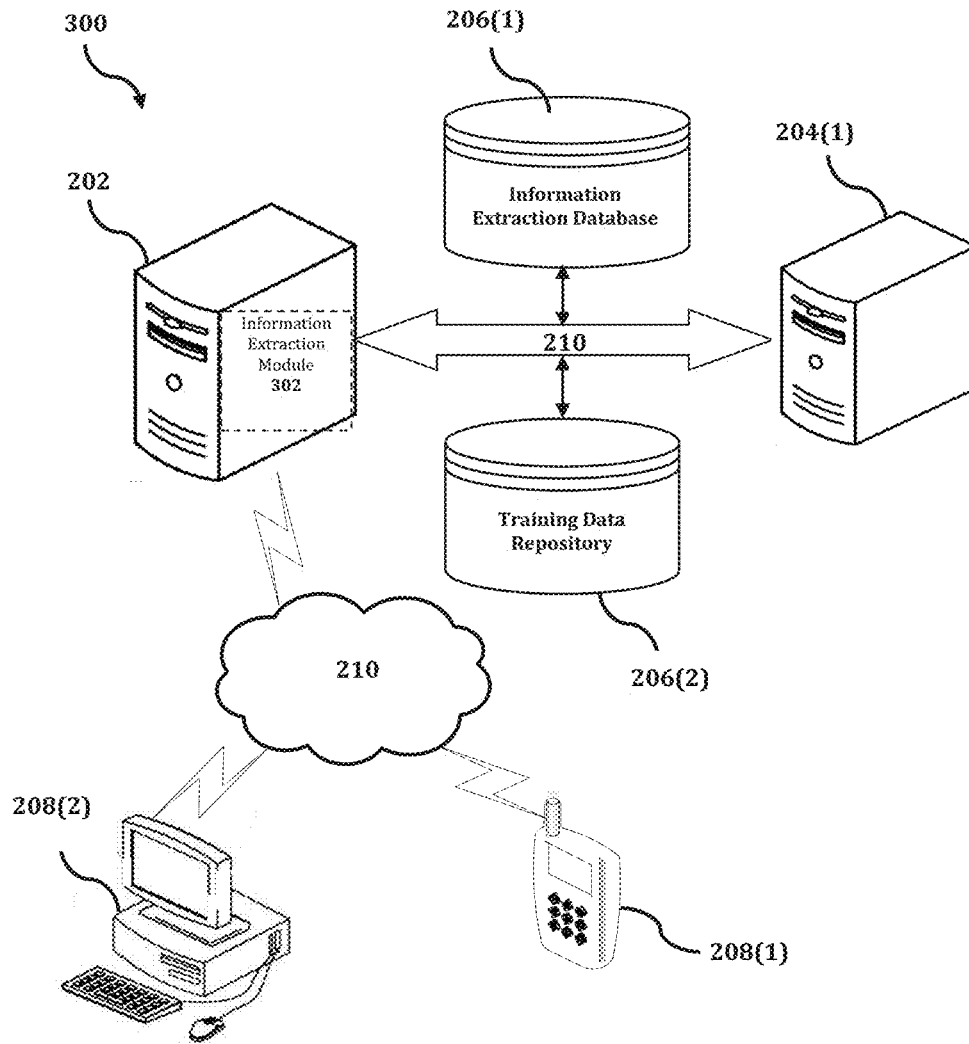 300
206(1)
204(1)
202
Information
Extraction Database
Information
Extraction
Module
302
210
Training Data
Repository
210
206(2)
208(2)
208(1)